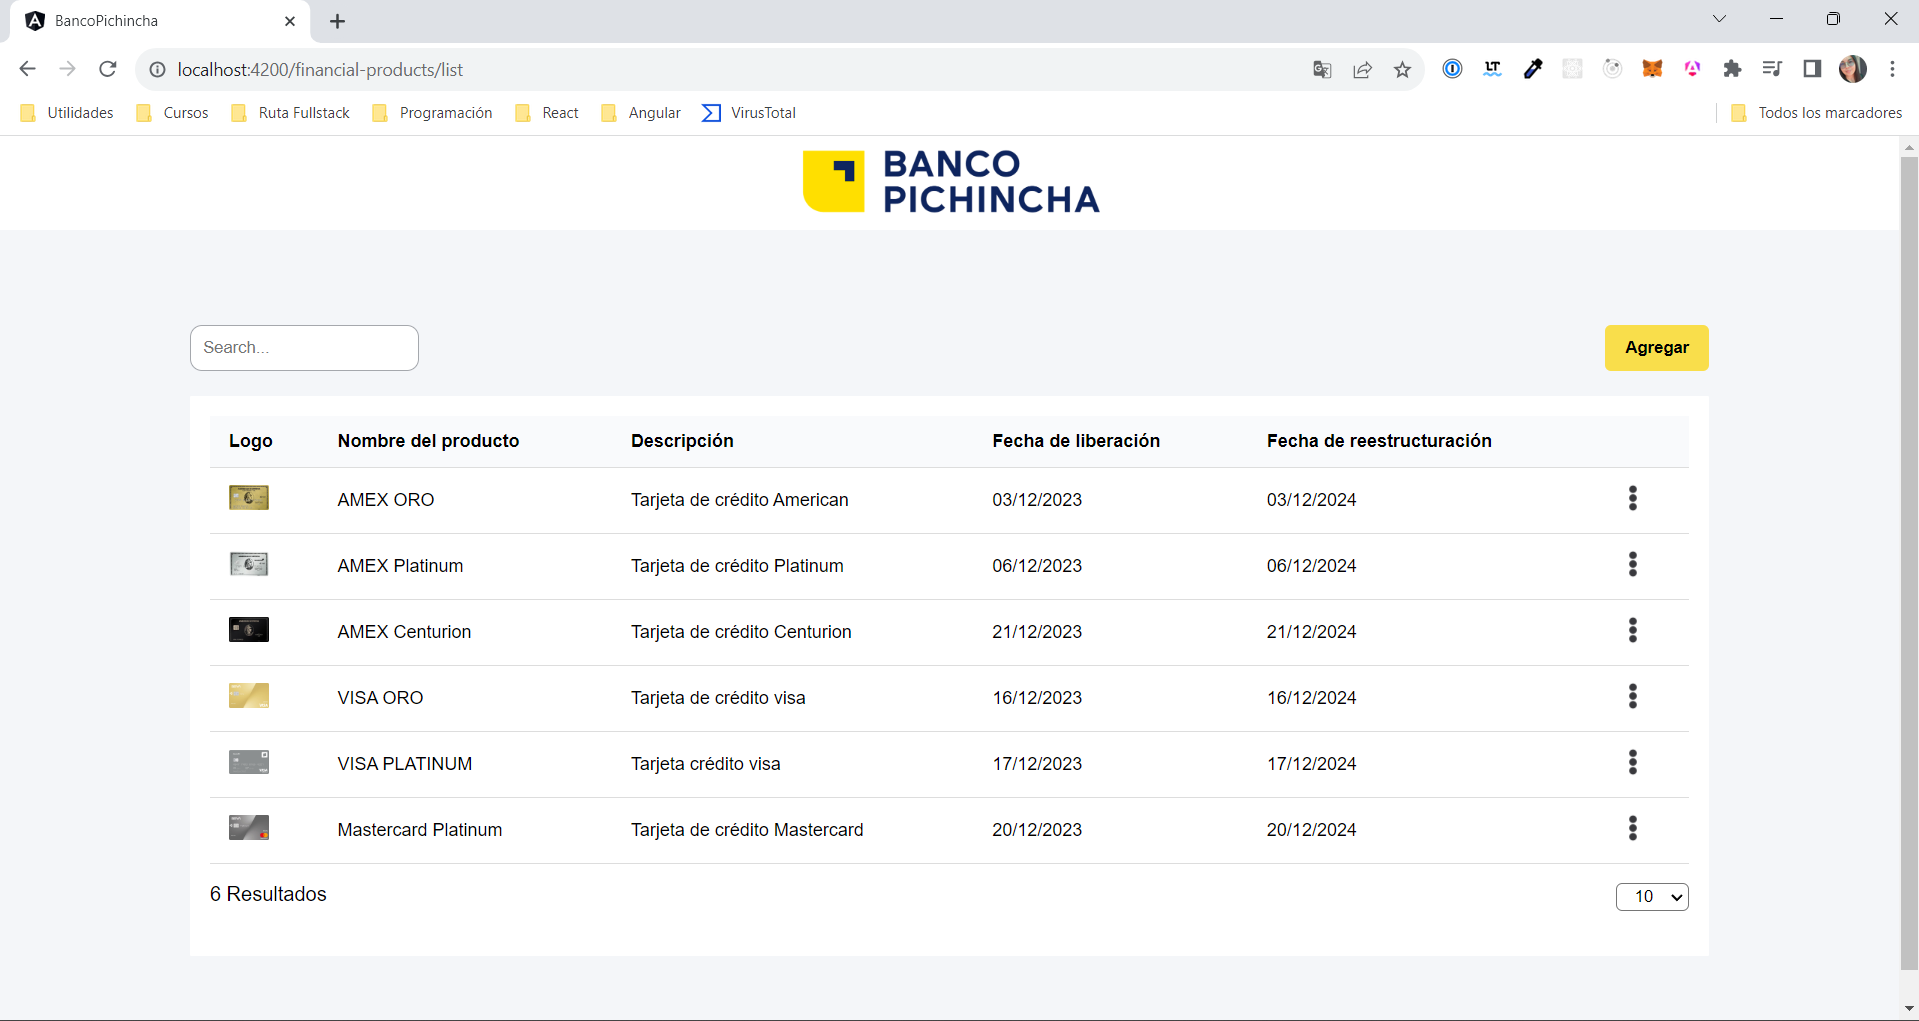 BancoPichincha
localhost:4200/financial-products/list
Utilidades Cursos Ruta Fullstack Programación React Angular VirusTotal Todos los marcadores
BANCO
PICHINCHA
Search...
Agregar
Logo Nombre del producto Descripción Fecha de liberación Fecha de reestructuración
AMEX ORO Tarjeta de crédito American 03/12/2023 03/12/2024
AMEX Platinum Tarjeta de crédito Platinum 06/12/2023 06/12/2024
AMEX Centurion Tarjeta de crédito Centurion 21/12/2023 21/12/2024
VISA ORO Tarjeta de crédito visa 16/12/2023 16/12/2024
VISA PLATINUM Tarjeta crédito visa 17/12/2023 17/12/2024
Mastercard Platinum Tarjeta de crédito Mastercard 20/12/2023 20/12/2024
6 Resultados 10